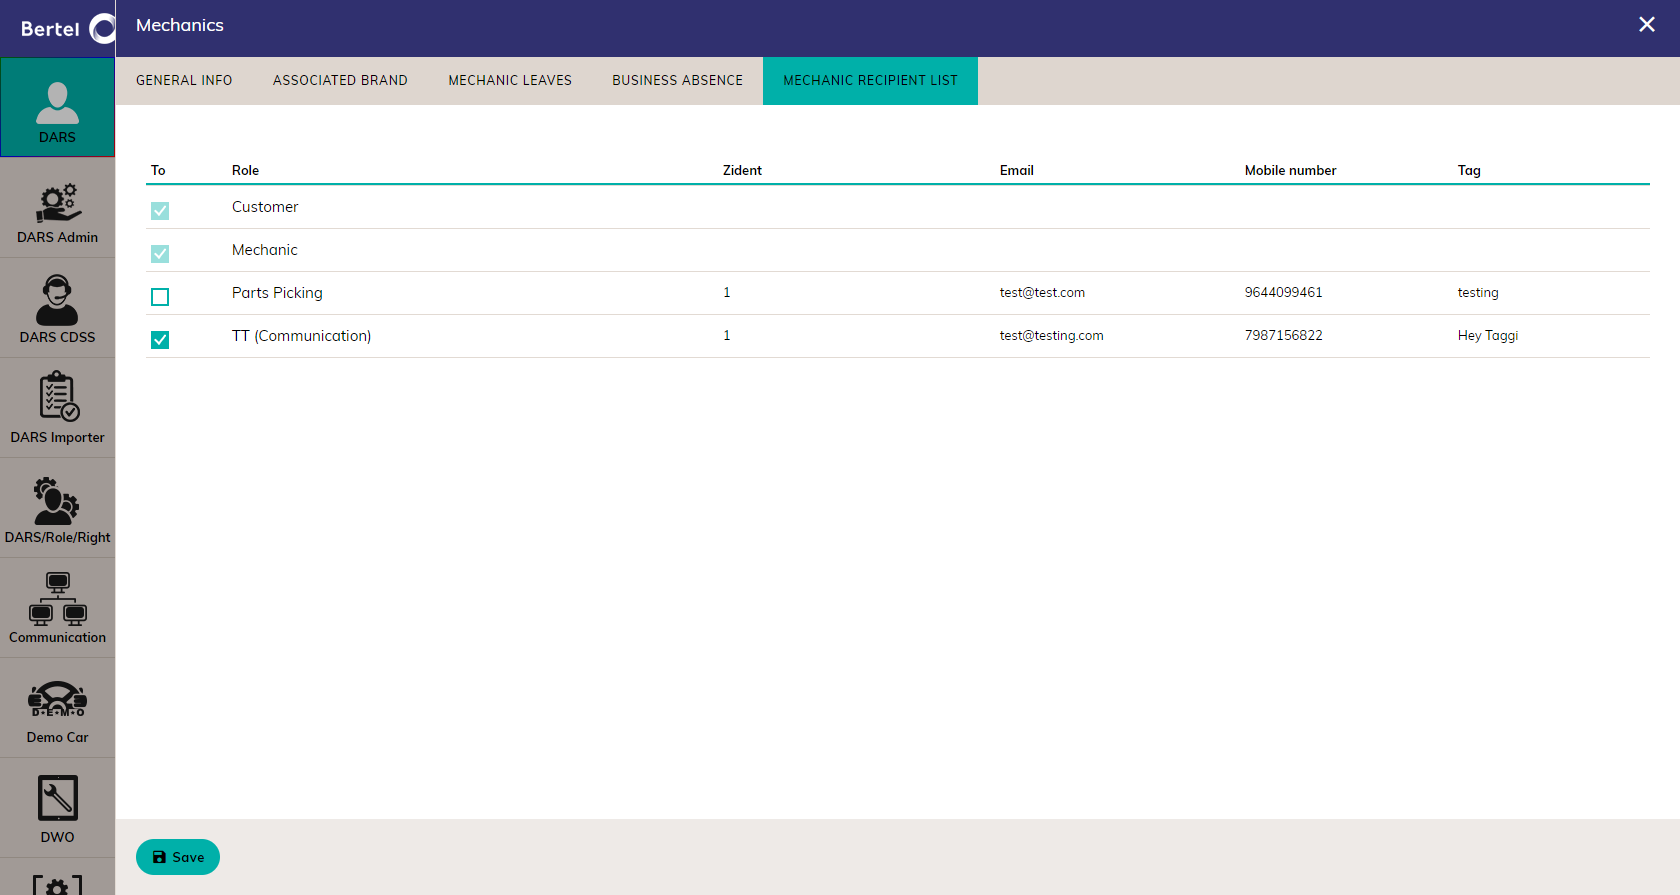 Bertel
Mechanics
GENERAL INFO ASSOCIATED BRAND MECHANIC LEAVES BUSINESS ABSENCE MECHANIC RECIPIENT LIST
DARS
DARS Admin
DARS CDSS
DARS Importer
DARS/Role/Right
Communication
D•E•M•O
Demo Car
DWO
To Role Zident Email Mobile number Tag
Customer
Mechanic
Parts Picking 1 test@test.com 9644099461 testing
TT (Communication) 1 test@testing.com 7987156822 Hey Taggi
Save